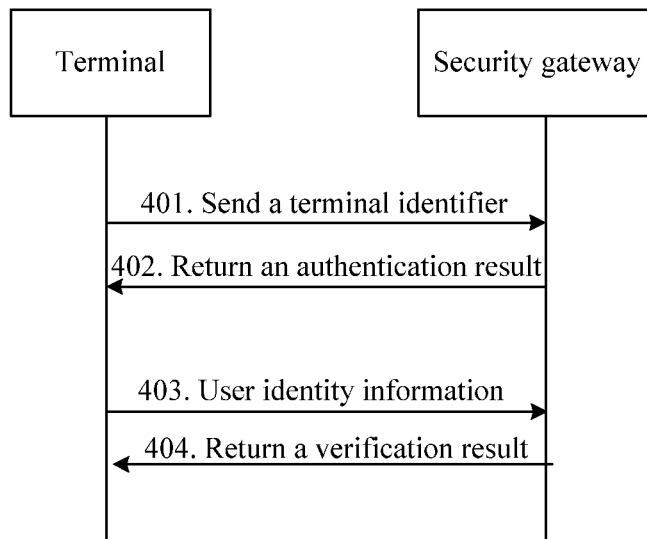 Terminal
Security gateway
401. Send a terminal identifier
402. Return an authentication result
403. User identity information
404. Return a verification result